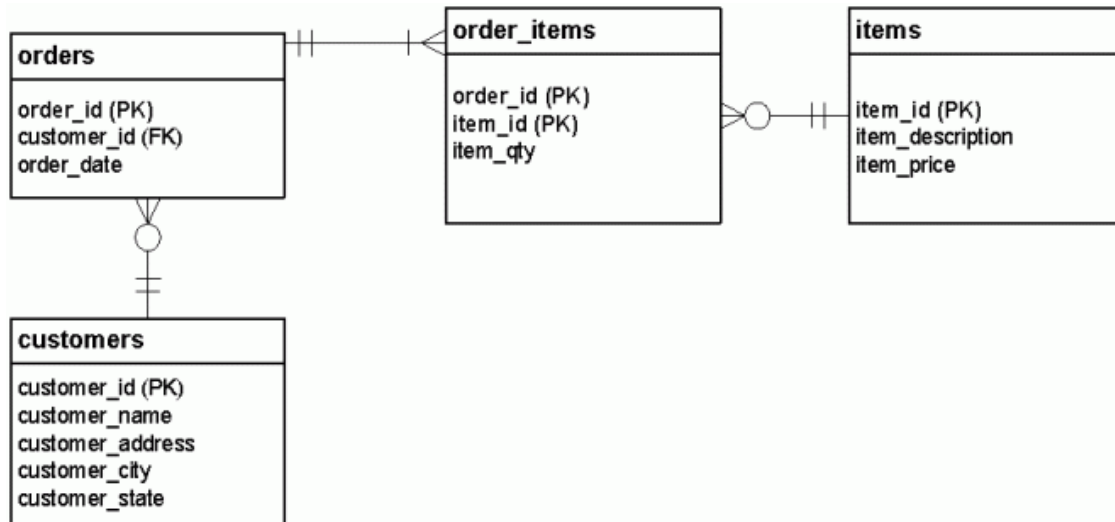 orders
order_id (PK)
customer_id (FK)
order_date
order_items
order_id (PK)
item_id (PK)
item_qty
items
item_id (PK)
item_description
item_price
customers
customer_id (PK)
customer_name
customer_address
customer_city
customer_state